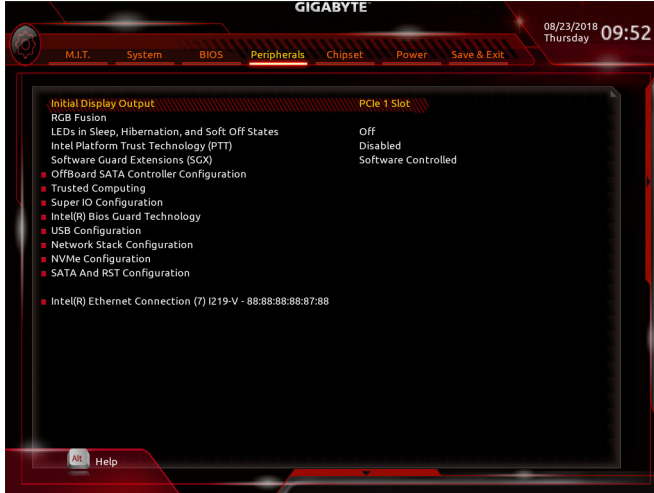 GIGABYTE™
08/23/2018
Thursday 09:52
M.I.T. System BIOS Peripherals Chipset Power Save & Exit
Initial Display Output PCIe 1 Slot
RGB Fusion
LEDs in Sleep, Hibernation, and Soft Off States Off
Intel Platform Trust Technology (PTT) Disabled
Software Guard Extensions (SGX) Software Controlled
OffBoard SATA Controller Configuration
Trusted Computing
Super IO Configuration
Intel(R) Bios Guard Technology
USB Configuration
Network Stack Configuration
NVMe Configuration
SATA And RST Configuration
Intel(R) Ethernet Connection (7) I219-V - 88:88:88:88:87:88
Alt Help